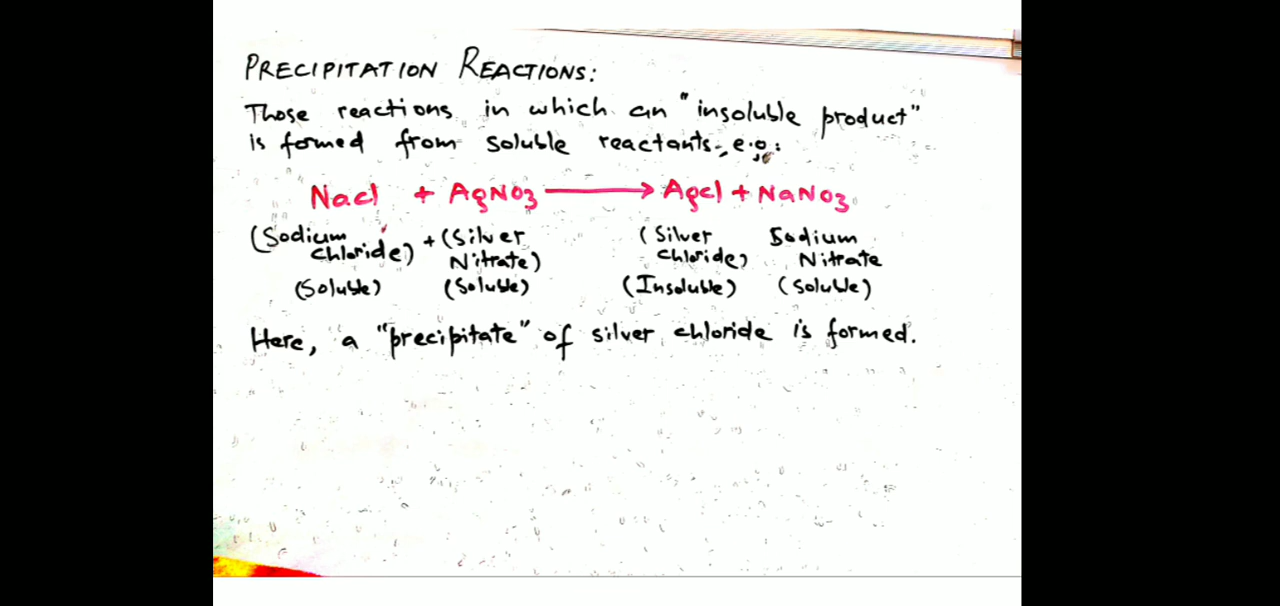 PRECIPITATION REACTIONS:
Those reactions in which an "insoluble product"
is formed from soluble reactants, e.g:
NaCl + AgNO3 → AgCl + NaNO3
(Sodium chloride) + (Silver Nitrate) (Silver chloride) Sodium Nitrate
(Soluble) (Soluble) (Insoluble) (Soluble)
Here, a "precipitate" of silver chloride is formed.